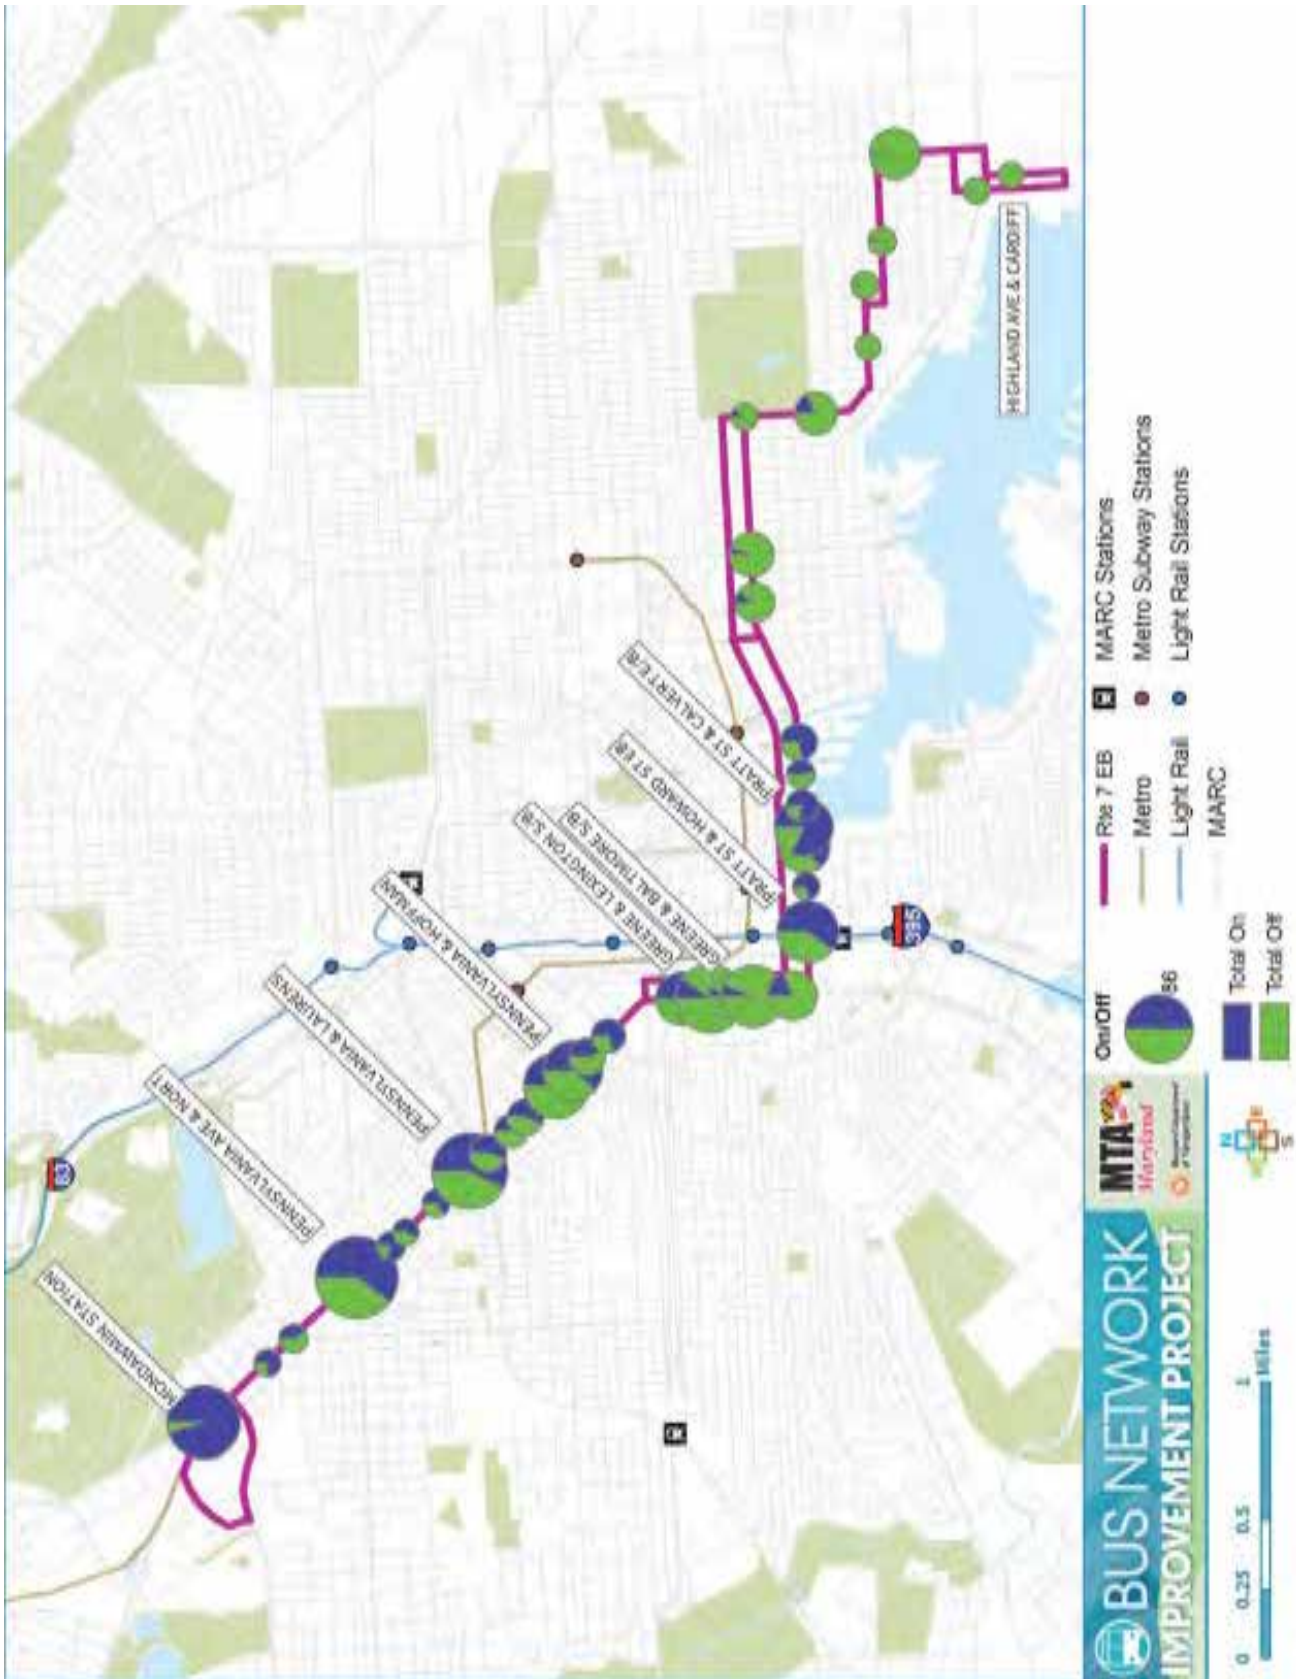 MONDAWMIN STATION
PENNSYLVANIA AVE & NORT
PENNSYLVANIA & LAURENS
PENNSYLVANIA & HOFFMAN
GREENE & LEXINGTON S/B
GREENE & BALTIMORE S/B
PRATT ST & HOWARD ST EB
PRATT ST & CALVERT E/B
HIGHLAND AVE & CARDIFF
83
395
BUS NETWORK
IMPROVEMENT PROJECT
MTA
Maryland
0 0.25 0.5 1
Miles
N
E
S
On/Off
86
Total On
Total Off
Rte 7 EB
Metro
Light Rail
MARC
MARC Stations
Metro Subway Stations
Light Rail Stations